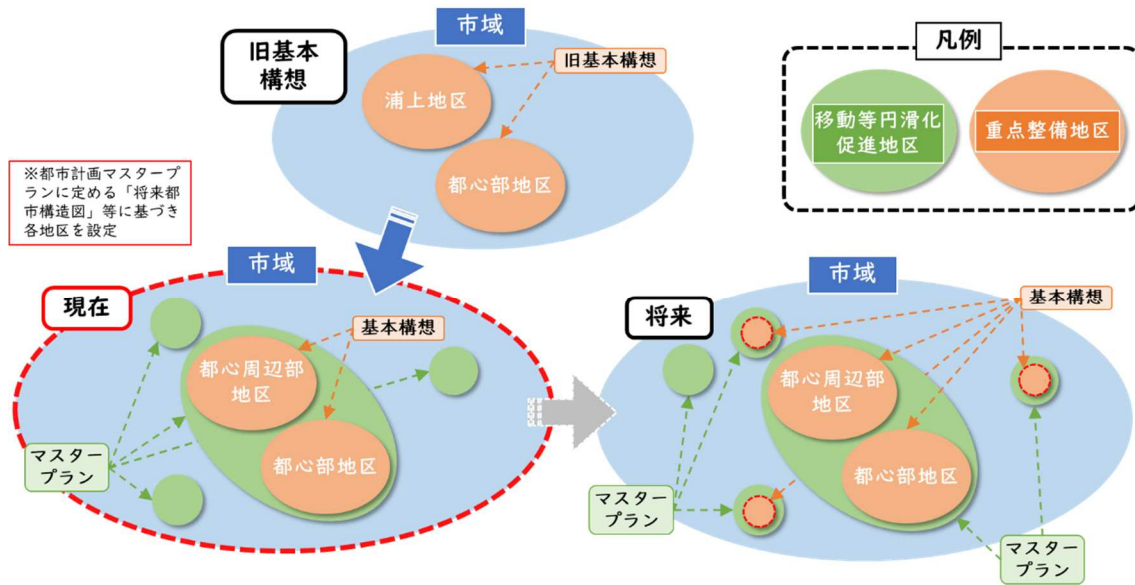 市域
旧基本
構想
旧基本構想
浦上地区
都心部地区
凡例
移動等円滑化
促進地区
重点整備地区
※都市計画マスタープ
ランに定める「将来都
市構造図」等に基づき
各地区を設定
市域
現在
基本構想
都心周辺部
地区
都心部地区
マスター
プラン
市域
将来
基本構想
都心周辺部
地区
都心部地区
マスター
プラン
マスター
プラン